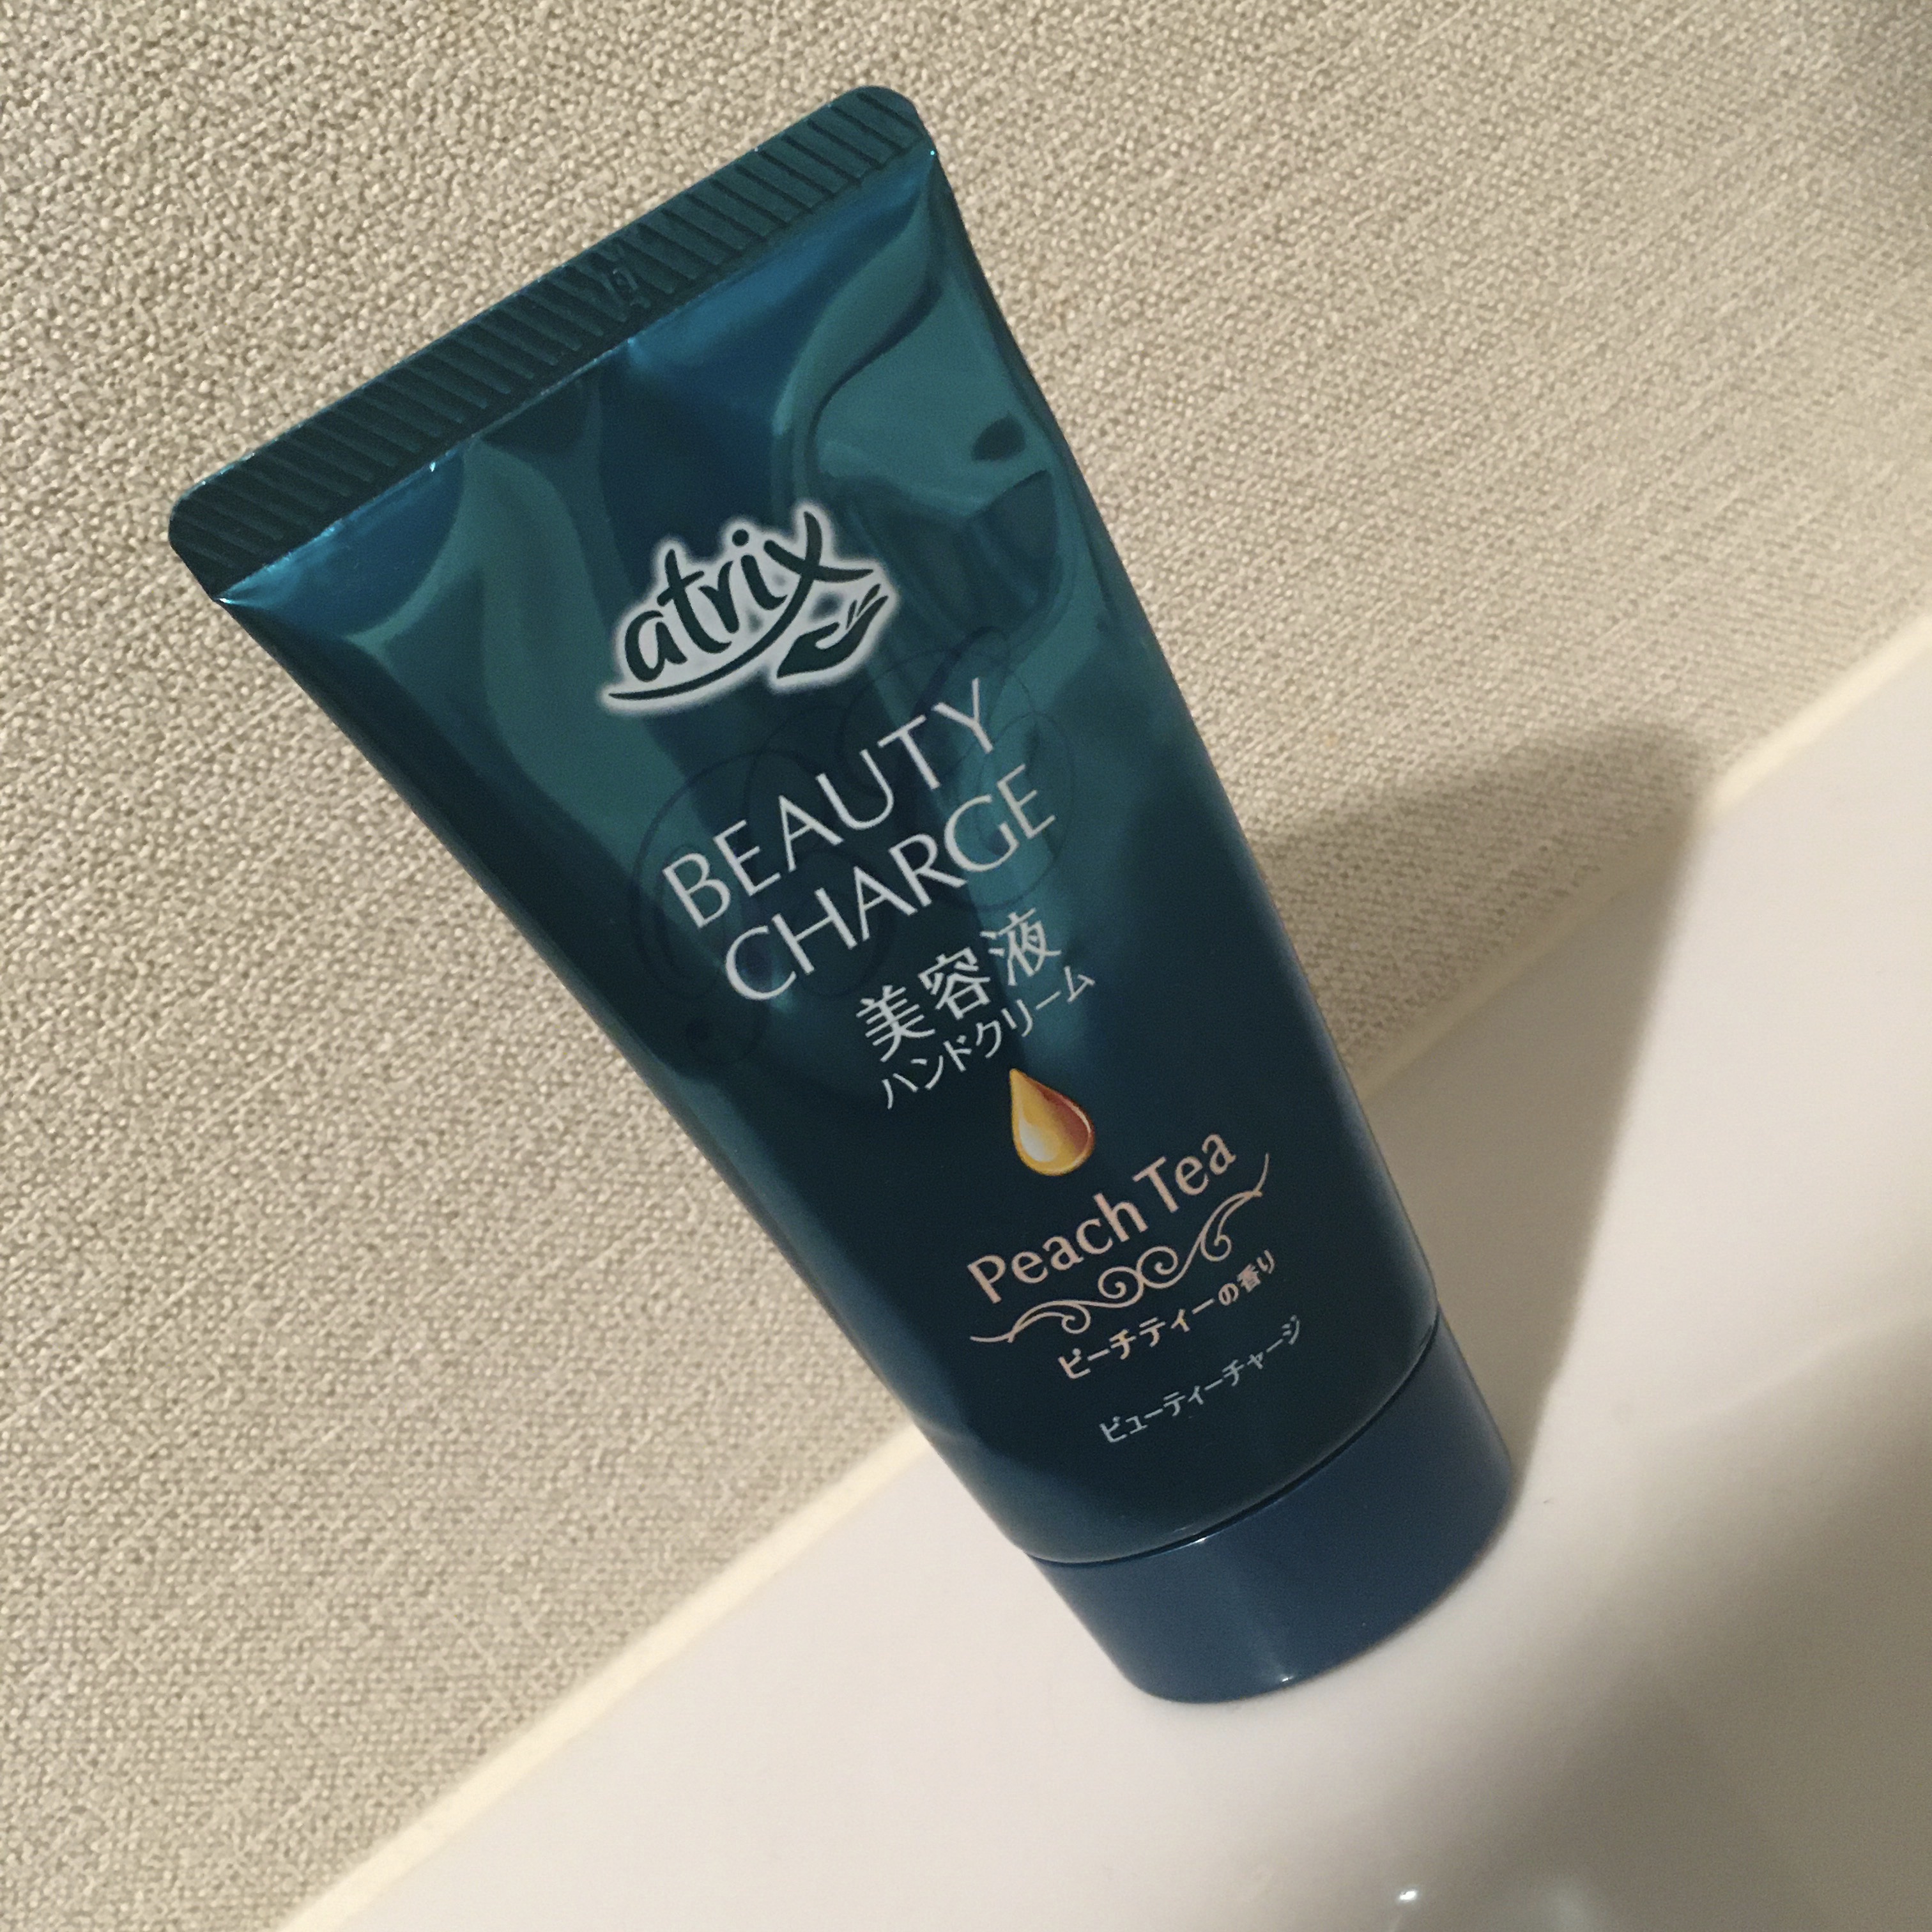 atrix
BEAUTY
CHARGE
美容液
ハンドクリーム
Peach Tea
ピーチティーの香り
ビューティーチャージ